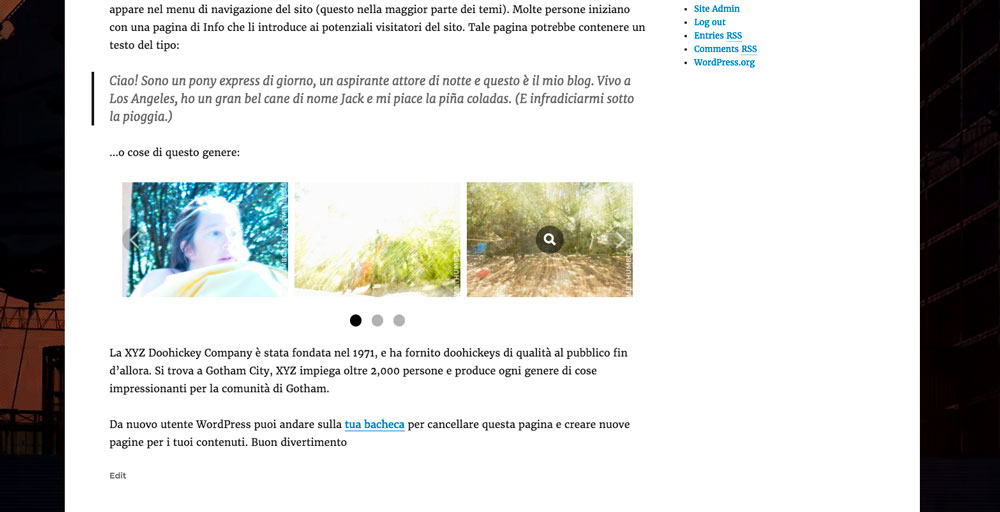 appare nel menu di navigazione del sito (questo nella maggior parte dei temi). Molte persone iniziano
con una pagina di Info che li introduce ai potenziali visitatori del sito. Tale pagina potrebbe contenere un
testo del tipo:
Ciao! Sono un pony express di giorno, un aspirante attore di notte e questo è il mio blog. Vivo a
Los Angeles, ho un gran bel cane di nome Jack e mi piace la piña coladas. (E infradiciarmi sotto
la pioggia.)
...o cose di questo genere:
La XYZ Doohickey Company è stata fondata nel 1971, e ha fornito doohickeys di qualità al pubblico fin
d'allora. Si trova a Gotham City, XYZ impiega oltre 2,000 persone e produce ogni genere di cose
impressionanti per la comunità di Gotham.
Da nuovo utente WordPress puoi andare sulla tua bacheca per cancellare questa pagina e creare nuove
pagine per i tuoi contenuti. Buon divertimento
Edit
Site Admin
Log out
Entries RSS
Comments RSS
WordPress.org